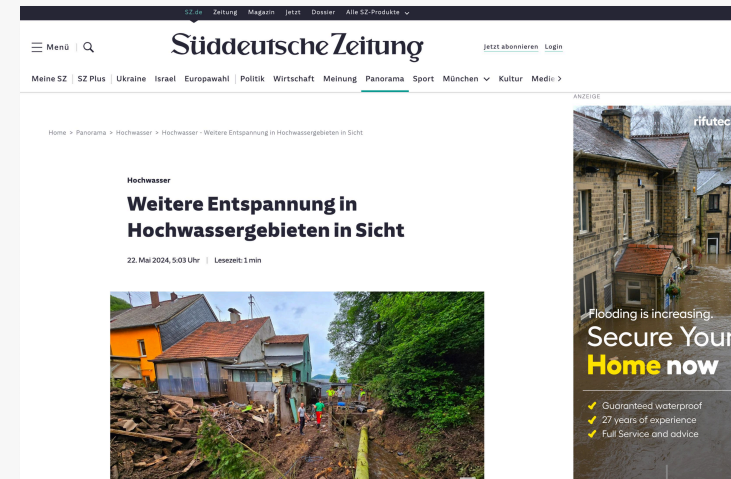 SZ.de Zeitung Magazin Jetzt Dossier Alle SZ-Produkte
Menü
Süddeutsche Zeitung
Jetzt abonnieren Login
Meine SZ SZ Plus Ukraine Israel Europawahl Politik Wirtschaft Meinung Panorama Sport München Kultur Medie
ANZEIGE
Home > Panorama > Hochwasser > Hochwasser - Weitere Entspannung in Hochwassergebieten in Sicht
Hochwasser
Weitere Entspannung in
Hochwassergebieten in Sicht
22. Mai 2024, 5:03 Uhr | Lesezeit: 1 min
rifutec
Flooding is increasing.
Secure Your
Home now
Guaranteed waterproof
27 years of experience
Full Service and advice